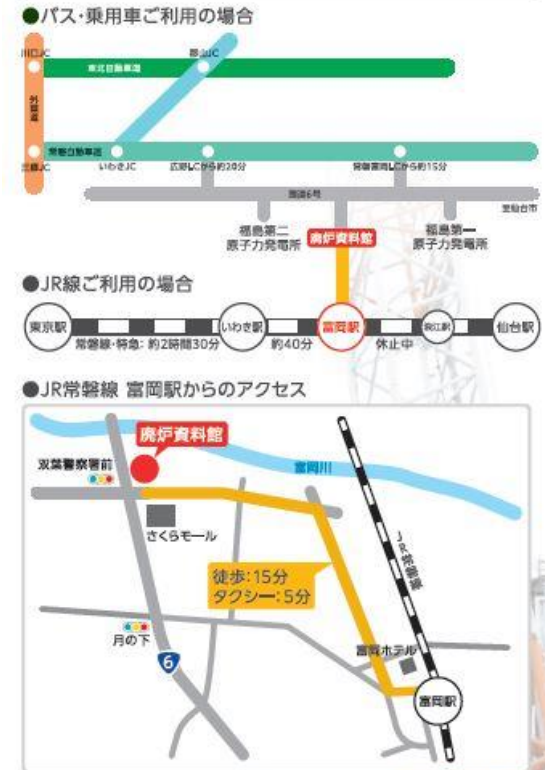 ●バス・乗用車ご利用の場合
川口JC
郡山JC
東北自動車道
外環道
常磐自動車道
三郷JC
いわきJC
広野I.Cから約20分
常磐富岡I.Cから約15分
国道6号
至仙台市
福島第二
原子力発電所
廃炉資料館
福島第一
原子力発電所
●JR線ご利用の場合
東京駅
いわき駅
富岡駅
浪江駅
仙台駅
常磐線・特急: 約2時間30分
約40分
休止中
●JR常磐線 富岡駅からのアクセス
廃炉資料館
双葉警察署前
富岡川
さくらモール
JR常磐線
徒歩:15分
タクシー:5分
月の下
6
富岡ホテル
富岡駅